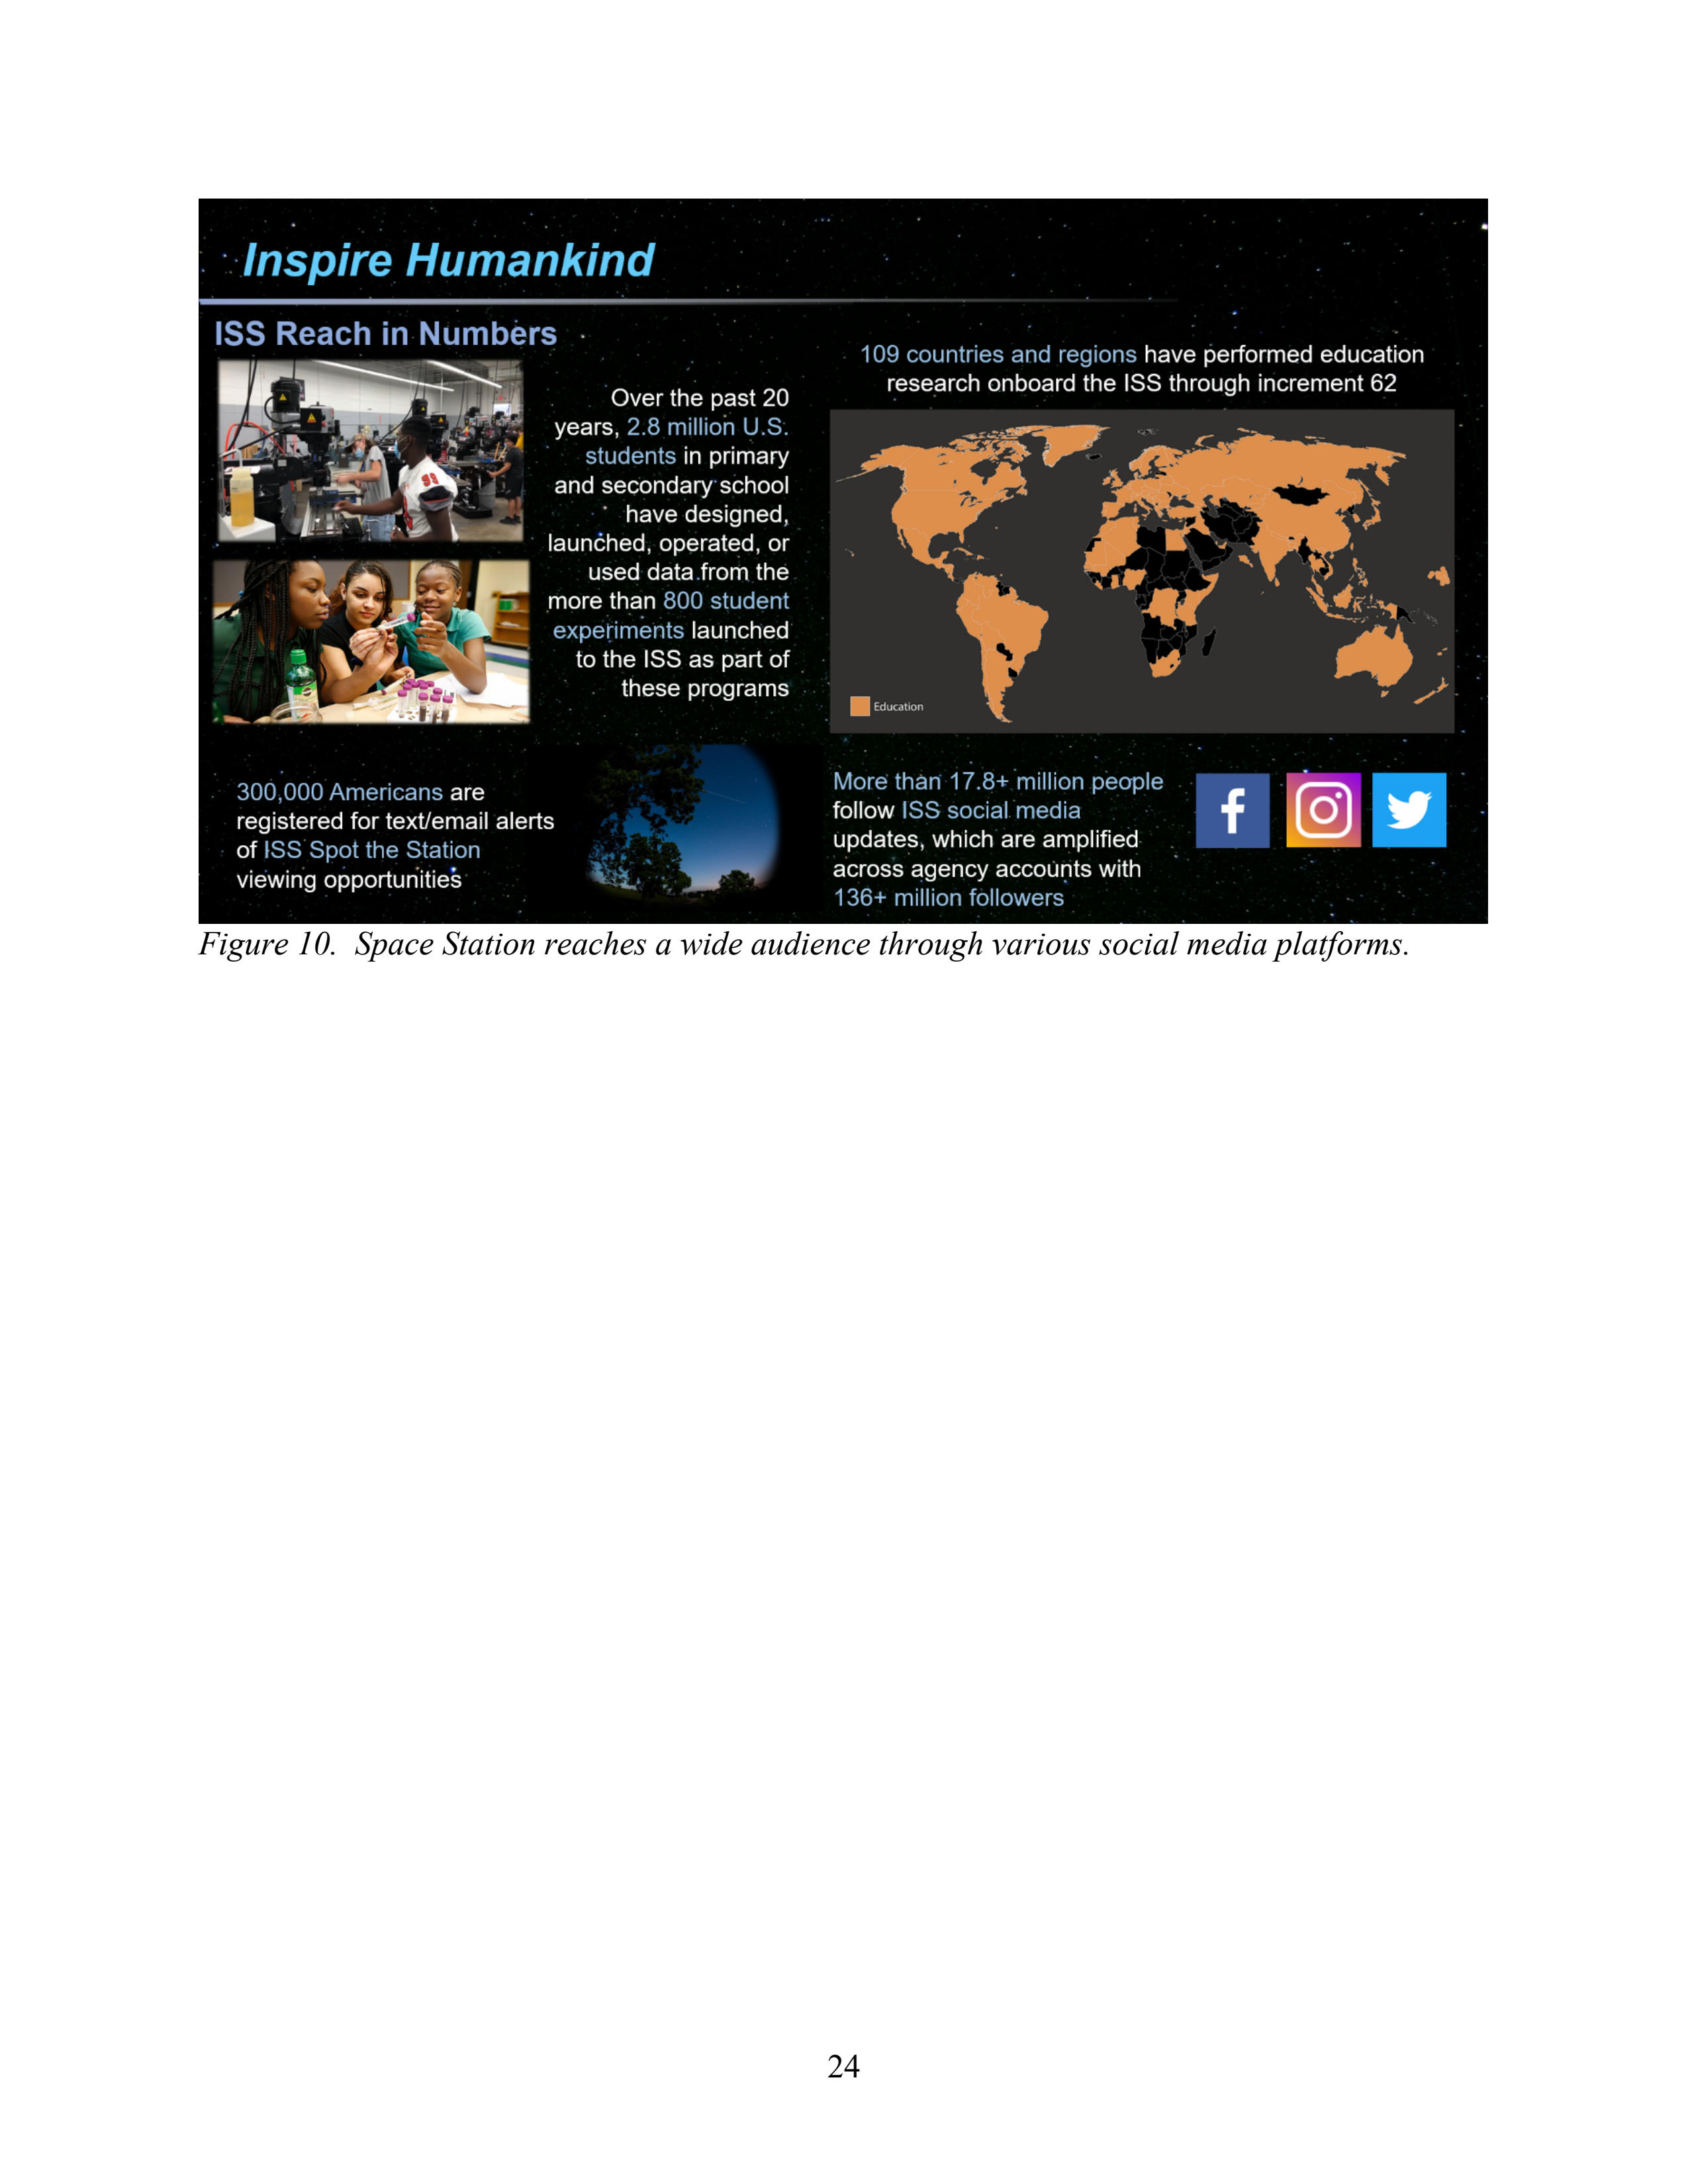 Inspire Humankind
ISS Reach in Numbers
Over the past 20
years, 2.8 million U.S.
students in primary
and secondary school
have designed,
launched, operated, or
used data from the
more than 800 student
experiments launched
to the ISS as part of
these programs
109 countries and regions have performed education
research onboard the ISS through increment 62
Education
300,000 Americans are
registered for text/email alerts
of ISS Spot the Station
viewing opportunities
More than 17.8+ million people
follow ISS social media
updates, which are amplified
across agency accounts with
136+ million followers
Figure 10. Space Station reaches a wide audience through various social media platforms.
24